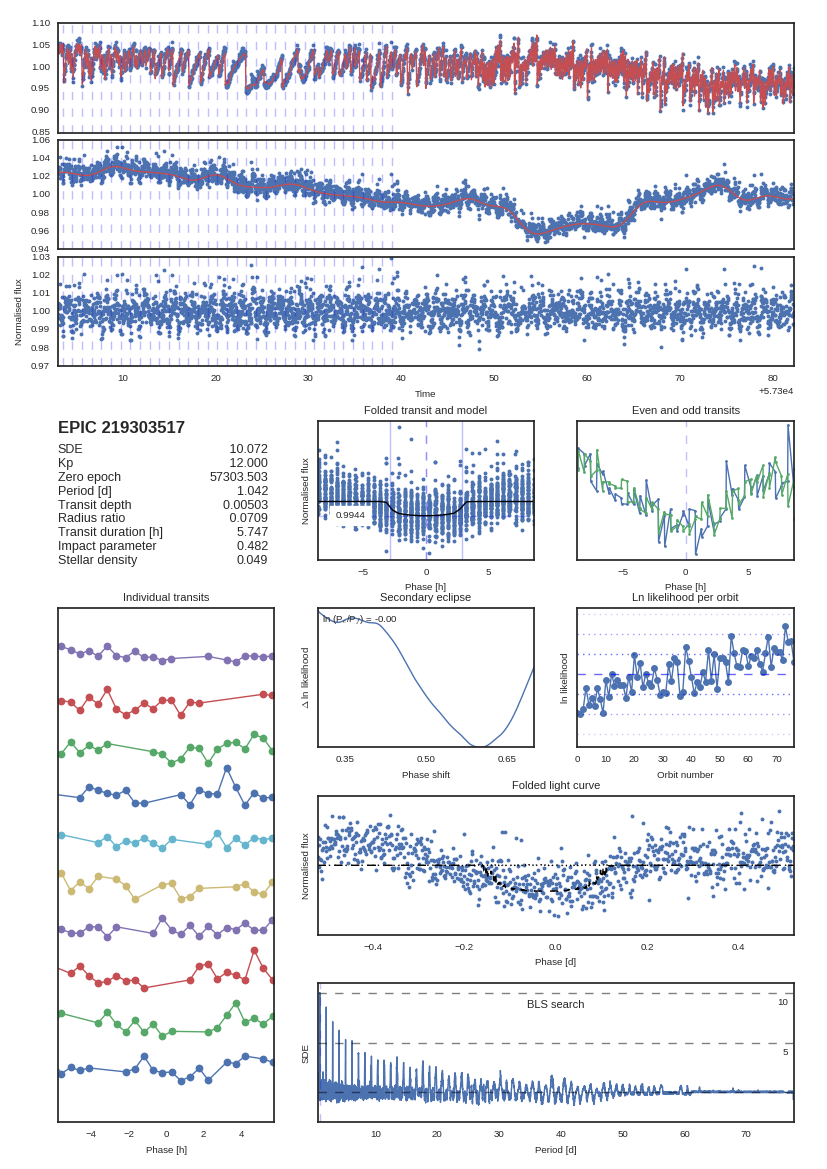 1.10
1.05
1.00
0.95
0.90
0.85
1.06
1.04
1.02
1.00
0.98
0.96
0.94
1.03
1.02
1.01
1.00
0.99
0.98
0.97
Normalised flux
10 20 30 40 50 60 70 80
Time
+5.73e4
EPIC 219303517
SDE 10.072
Kp 12.000
Zero epoch 57303.503
Period [d] 1.042
Transit depth 0.00503
Radius ratio 0.0709
Transit duration [h] 5.747
Impact parameter 0.482
Stellar density 0.049
Folded transit and model
Normalised flux
0.9944
−5 0 5
Phase [h]
Even and odd transits
−5 0 5
Phase [h]
Individual transits
−4 −2 0 2 4
Phase [h]
Secondary eclipse
Δ ln likelihood
0.35 0.50 0.65
Phase shift
Ln likelihood per orbit
ln likelihood
0 10 20 30 40 50 60 70
Orbit number
Folded light curve
Normalised flux
−0.4 −0.2 0.0 0.2 0.4
Phase [d]
BLS search
10
5
SDE
10 20 30 40 50 60 70
Period [d]